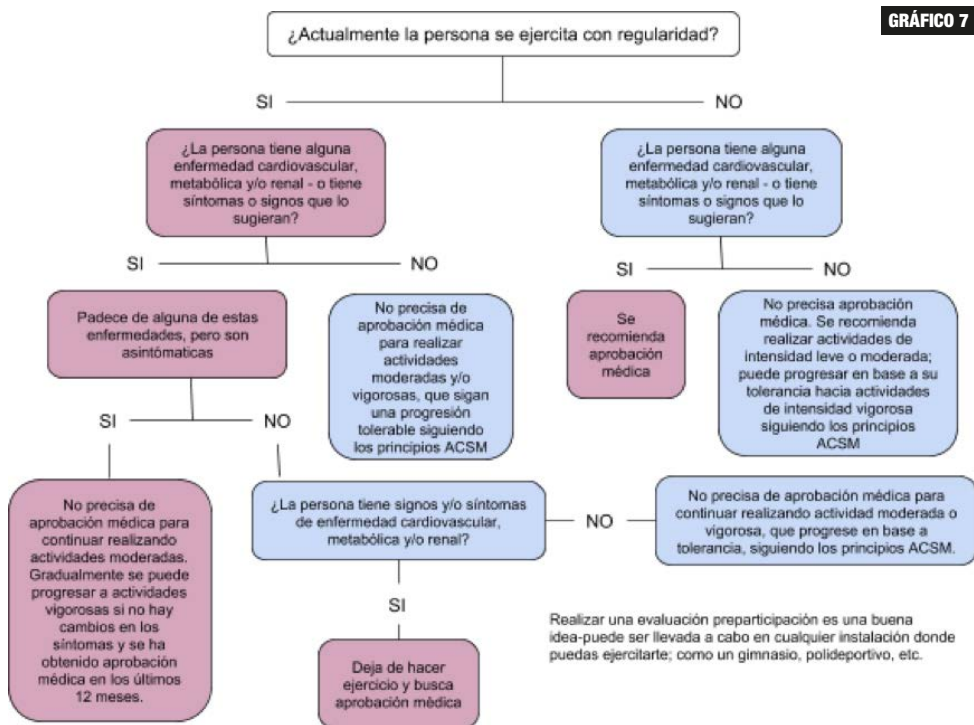 GRÁFICO 7
¿Actualmente la persona se ejercita con regularidad?
SI
NO
¿La persona tiene alguna
enfermedad cardiovascular,
metabólica y/o renal - o tiene
síntomas o signos que lo
sugieran?
¿La persona tiene alguna
enfermedad cardiovascular,
metabólica y/o renal - o tiene
síntomas o signos que lo
sugieran?
SI
NO
SI
NO
Padece de alguna de estas
enfermedades, pero son
asintómaticas
No precisa de
aprobación médica
para realizar
actividades
moderadas y/o
vigorosas, que sigan
una progresión
tolerable siguiendo
los principios ACSM
Se
recomienda
aprobación
médica
No precisa aprobación
médica. Se recomienda
realizar actividades de
intensidad leve o moderada;
puede progresar en base a su
tolerancia hacia actividades
de intensidad vigorosa
siguiendo los principios
ACSM
SI
NO
No precisa de
aprobación médica para
continuar realizando
actividades moderadas.
Gradualmente se puede
progresar a actividades
vigorosas si no hay
cambios en los
síntomas y se ha
obtenido aprobación
médica en los últimos
12 meses.
¿La persona tiene signos y/o síntomas
de enfermedad cardiovascular,
metabólica y/o renal?
NO
No precisa de aprobación médica para
continuar realizando actividad moderada o
vigorosa, que progrese en base a
tolerancia, siguiendo los principios ACSM.
SI
Deja de hacer
ejercicio y busca
aprobación médica
Realizar una evaluación preparticipación es una buena
idea-puede ser llevada a cabo en cualquier instalación donde
puedas ejercitarte; como un gimnasio, polideportivo, etc.